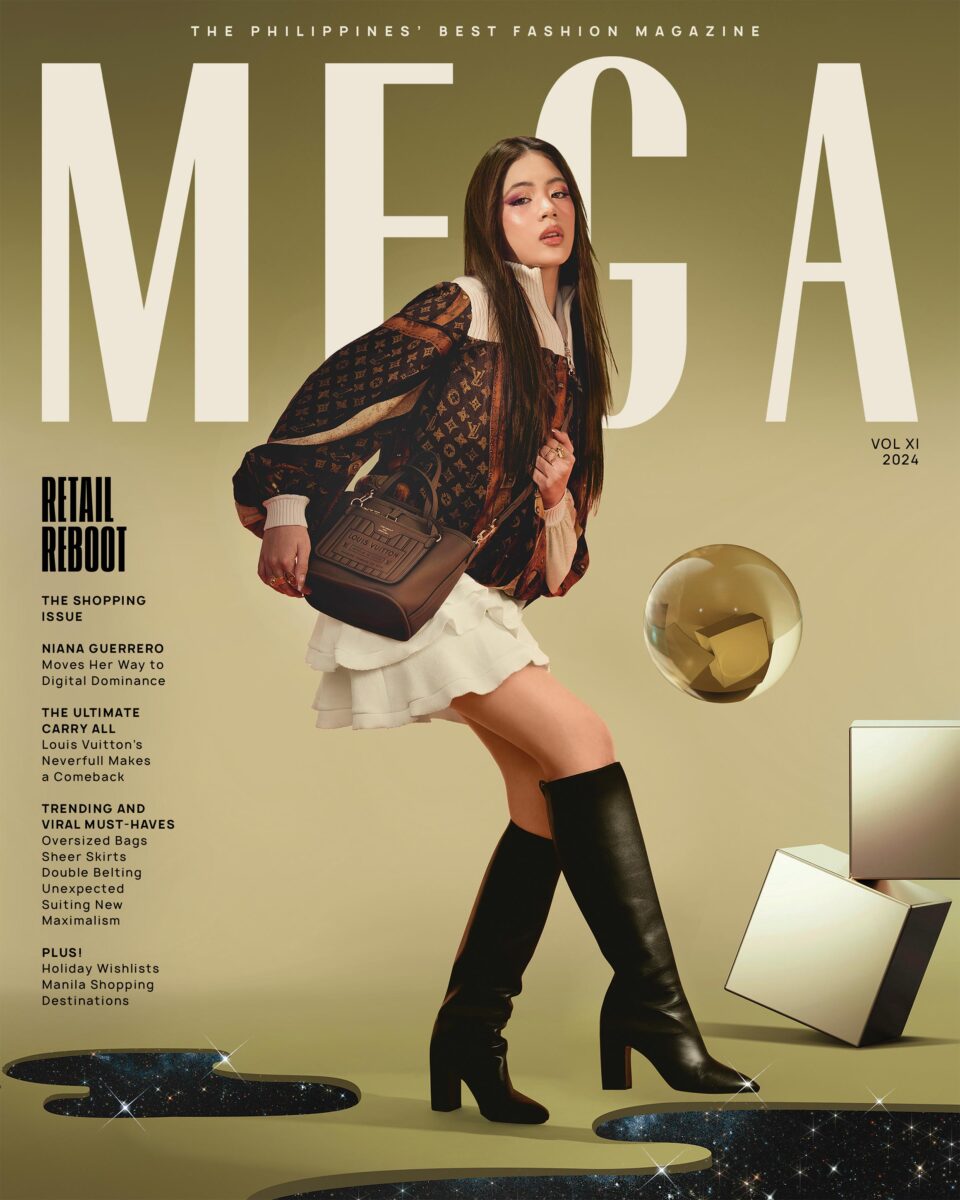 THE PHILIPPINES' BEST FASHION MAGAZINE
MEGA
VOL XI
2024
RETAIL
REBOOT
THE SHOPPING
ISSUE
NIANA GUERRERO
Moves Her Way to
Digital Dominance
THE ULTIMATE
CARRY ALL
Louis Vuitton's
Neverfull Makes
a Comeback
TRENDING AND
VIRAL MUST-HAVES
Oversized Bags
Sheer Skirts
Double Belting
Unexpected
Suiting New
Maximalism
PLUS!
Holiday Wishlists
Manila Shopping
Destinations
LOUIS VUITTON